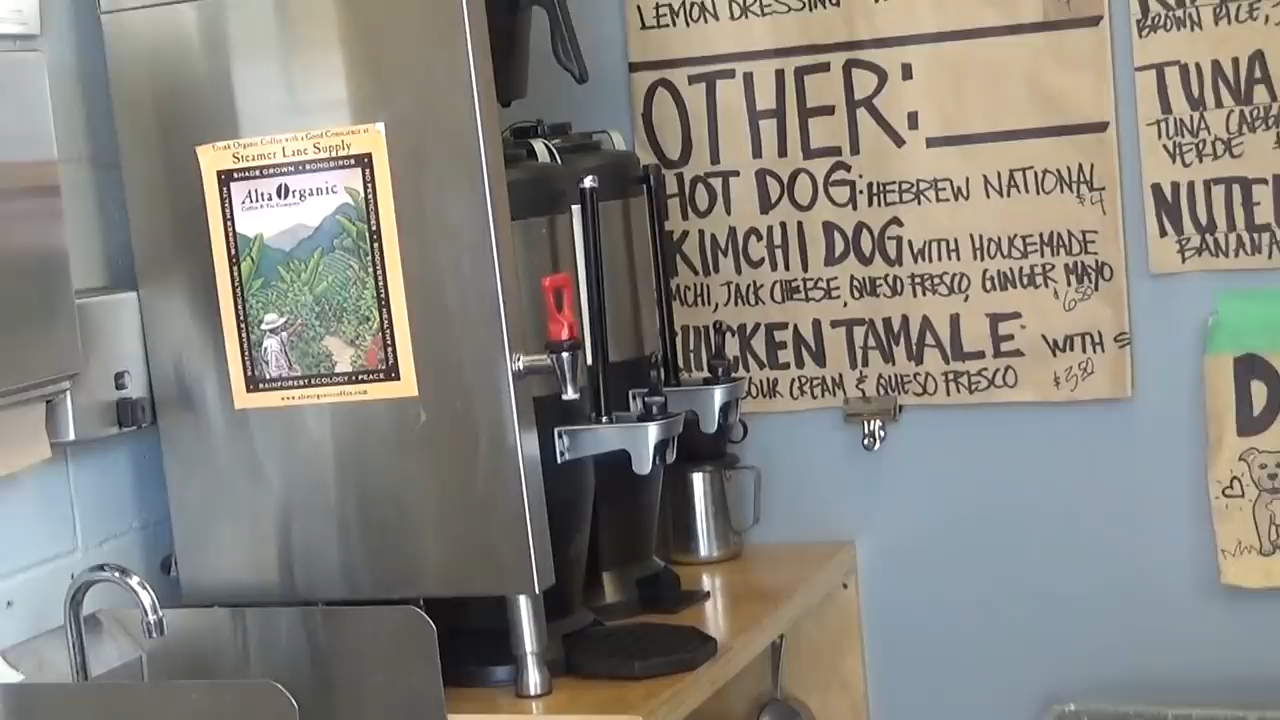 Drink Organic Coffee with a Good Conscience at
Steamer Lane Supply
SHADE GROWN • SONGBIRDS
NO PESTICIDES • BIODIVERSITY • HEALTHY SOIL
SUSTAINABLE AGRICULTURE • WORKER HEALTH
Alta Organic
Coffee & Tea Company
RAINFOREST ECOLOGY • PEACE
www.altaorganiccoffee.com
LEMON DRESSING
OTHER:
HOT DOG: HEBREW NATIONAL
$4
KIMCHI DOG WITH HOUSEMADE
MCHI, JACK CHEESE, QUESO FRESCO, GINGER MAYO
$6.50
CHICKEN TAMALE WITH S
OUR CREAM & QUESO FRESCO $3.50
BROWN RICE,
TUNA
TUNA, CABB
VERDE
NUTE
BANANA
D